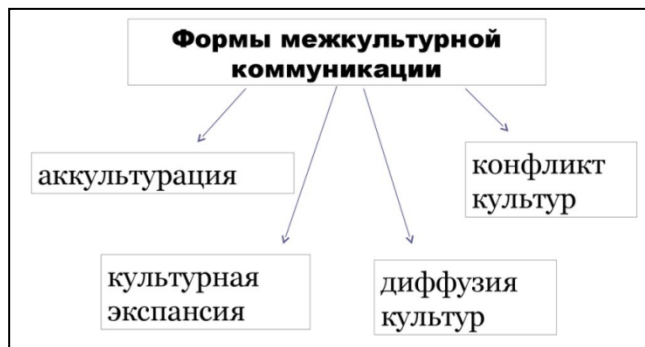 Формы межкультурной
коммуникации
аккультурация
конфликт
культур
культурная
экспансия
диффузия
культур